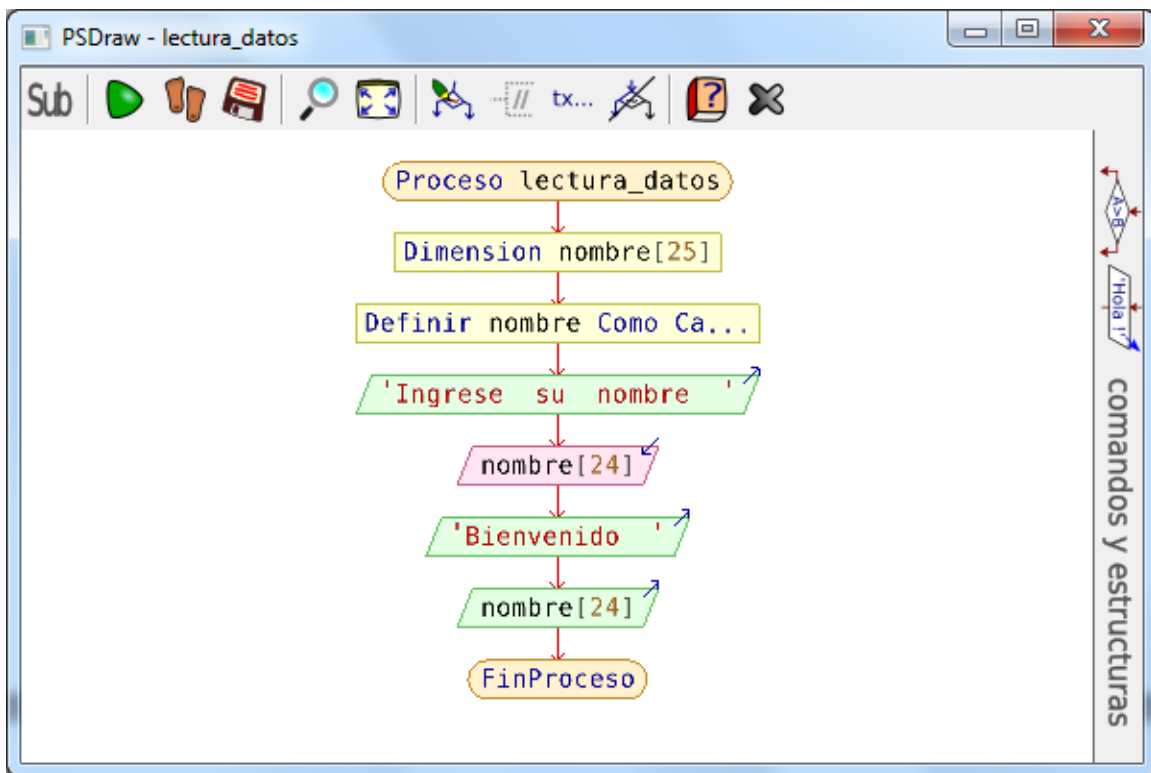 PSDraw - lectura_datos
Sub tx...
Proceso lectura_datos
Dimension nombre[25]
Definir nombre Como Ca...
'Ingrese  su  nombre  '
nombre[24]
'Bienvenido  '
nombre[24]
FinProceso
A>B
'Hola !'
comandos y estructuras